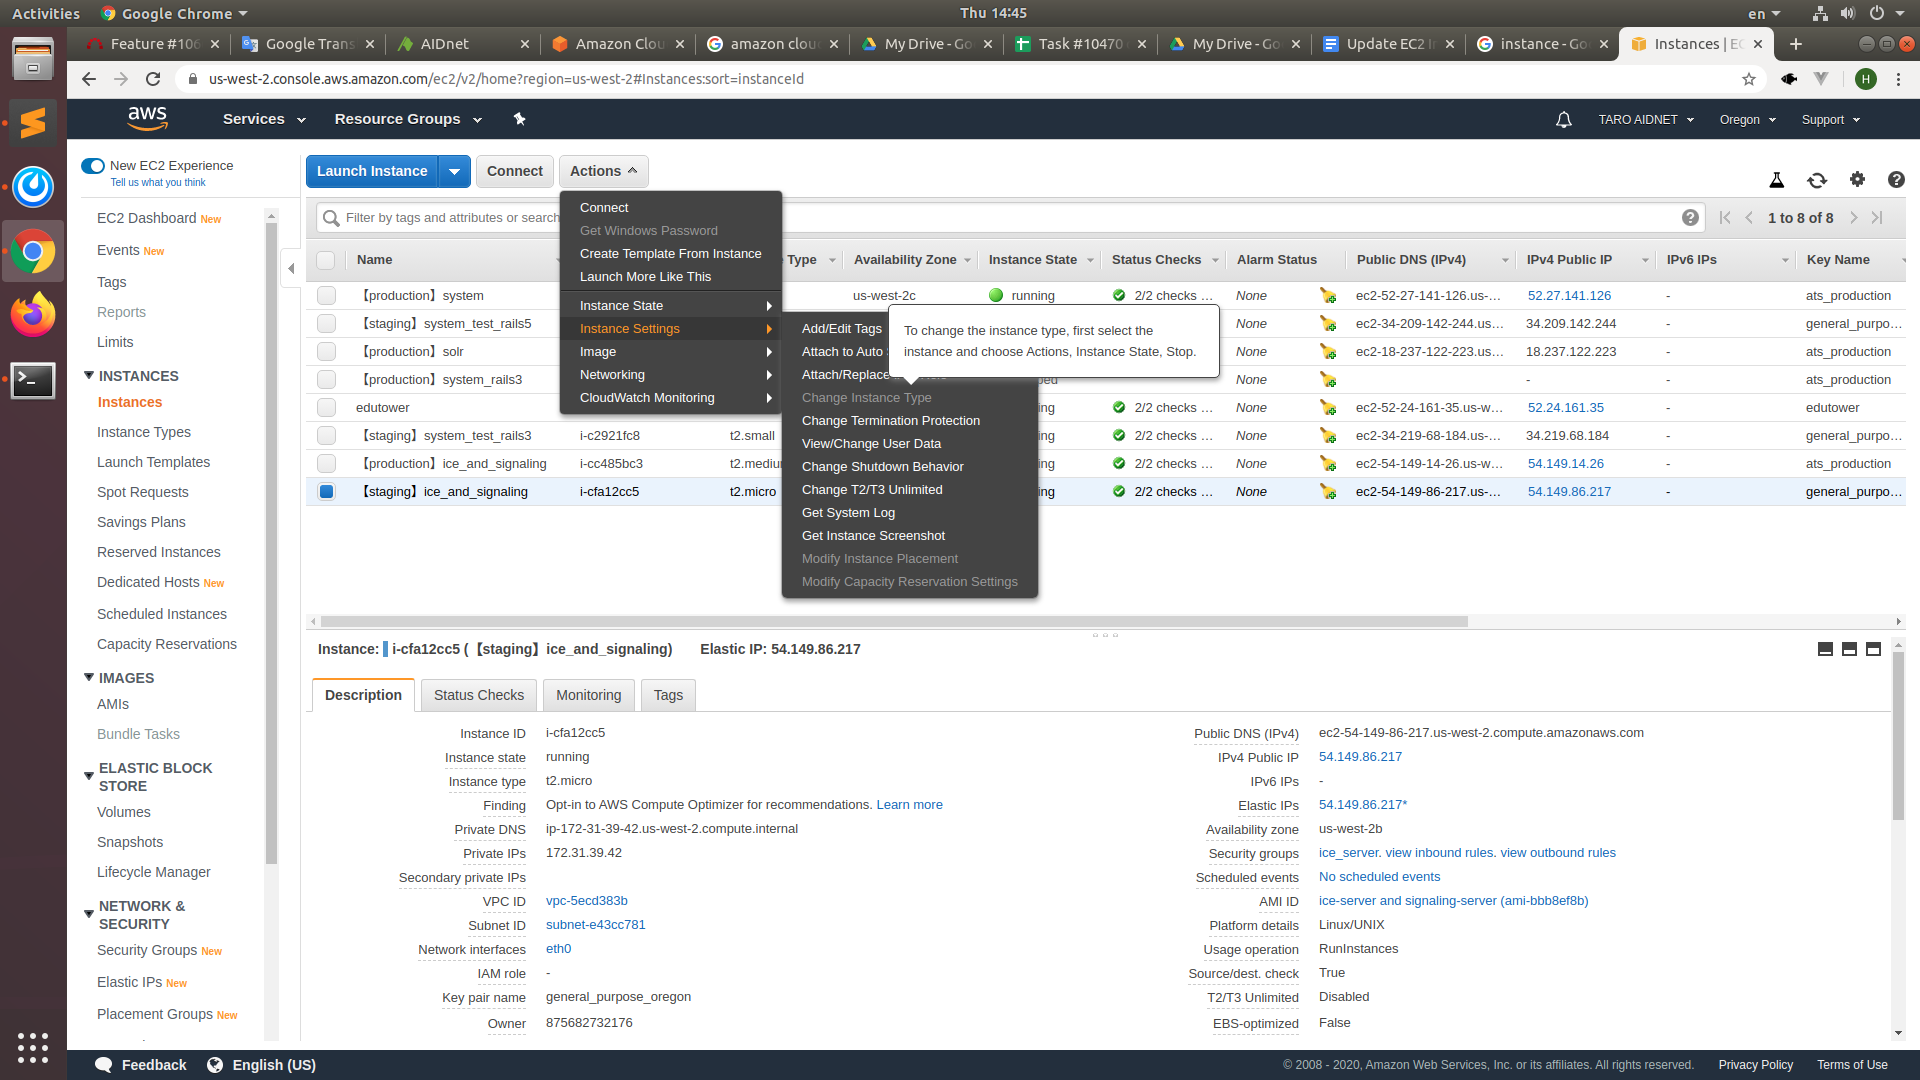 Activities Google Chrome Thu 14:45 en
Feature #106 Google Trans AIDnet Amazon Clou amazon clou My Drive - Go Task #10470 My Drive - Go Update EC2 I instance - Go Instances | EC
us-west-2.console.aws.amazon.com/ec2/v2/home?region=us-west-2#Instances:sort=instanceId H
aws Services Resource Groups TARO AIDNET Oregon Support
New EC2 Experience
Tell us what you think
EC2 Dashboard New
Events New
Tags
Reports
Limits
INSTANCES
Instances
Instance Types
Launch Templates
Spot Requests
Savings Plans
Reserved Instances
Dedicated Hosts New
Scheduled Instances
Capacity Reservations
IMAGES
AMIs
Bundle Tasks
ELASTIC BLOCK
STORE
Volumes
Snapshots
Lifecycle Manager
NETWORK &
SECURITY
Security Groups New
Elastic IPs New
Placement Groups New
Launch Instance Connect Actions
Filter by tags and attributes or search 1 to 8 of 8
Name Type Availability Zone Instance State Status Checks Alarm Status Public DNS (IPv4) IPv4 Public IP IPv6 IPs Key Name
【production】system us-west-2c running 2/2 checks ... None ec2-52-27-141-126.us-... 52.27.141.126 - ats_production
【staging】system_test_rails5 None ec2-34-209-142-244.us... 34.209.142.244 - general_purpo...
【production】solr None ec2-18-237-122-223.us... 18.237.122.223 - ats_production
【production】system_rails3 - - ats_production
edutower 2/2 checks ... None ec2-52-24-161-35.us-w... 52.24.161.35 - edutower
【staging】system_test_rails3 i-c2921fc8 t2.small 2/2 checks ... None ec2-34-219-68-184.us-... 34.219.68.184 - general_purpo...
【production】ice_and_signaling i-cc485bc3 t2.mediu 2/2 checks ... None ec2-54-149-14-26.us-w... 54.149.14.26 - ats_production
【staging】ice_and_signaling i-cfa12cc5 t2.micro 2/2 checks ... None ec2-54-149-86-217.us-... 54.149.86.217 - general_purpo...
Connect
Get Windows Password
Create Template From Instance
Launch More Like This
Instance State
Instance Settings
Image
Networking
CloudWatch Monitoring
Add/Edit Tags
Attach to Auto
Attach/Replace
Change Instance Type
Change Termination Protection
View/Change User Data
Change Shutdown Behavior
Change T2/T3 Unlimited
Get System Log
Get Instance Screenshot
Modify Instance Placement
Modify Capacity Reservation Settings
To change the instance type, first select the
instance and choose Actions, Instance State, Stop.
Instance: i-cfa12cc5 (【staging】ice_and_signaling) Elastic IP: 54.149.86.217
Description Status Checks Monitoring Tags
Instance ID i-cfa12cc5 Public DNS (IPv4) ec2-54-149-86-217.us-west-2.compute.amazonaws.com
Instance state running IPv4 Public IP 54.149.86.217
Instance type t2.micro IPv6 IPs -
Finding Opt-in to AWS Compute Optimizer for recommendations. Learn more Elastic IPs 54.149.86.217*
Private DNS ip-172-31-39-42.us-west-2.compute.internal Availability zone us-west-2b
Private IPs 172.31.39.42 Security groups ice_server. view inbound rules. view outbound rules
Secondary private IPs Scheduled events No scheduled events
VPC ID vpc-5ecd383b AMI ID ice-server and signaling-server (ami-bbb8ef8b)
Subnet ID subnet-e43cc781 Platform details Linux/UNIX
Network interfaces eth0 Usage operation RunInstances
IAM role - Source/dest. check True
Key pair name general_purpose_oregon T2/T3 Unlimited Disabled
Owner 875682732176 EBS-optimized False
Feedback English (US) © 2008 - 2020, Amazon Web Services, Inc. or its affiliates. All rights reserved. Privacy Policy Terms of Use